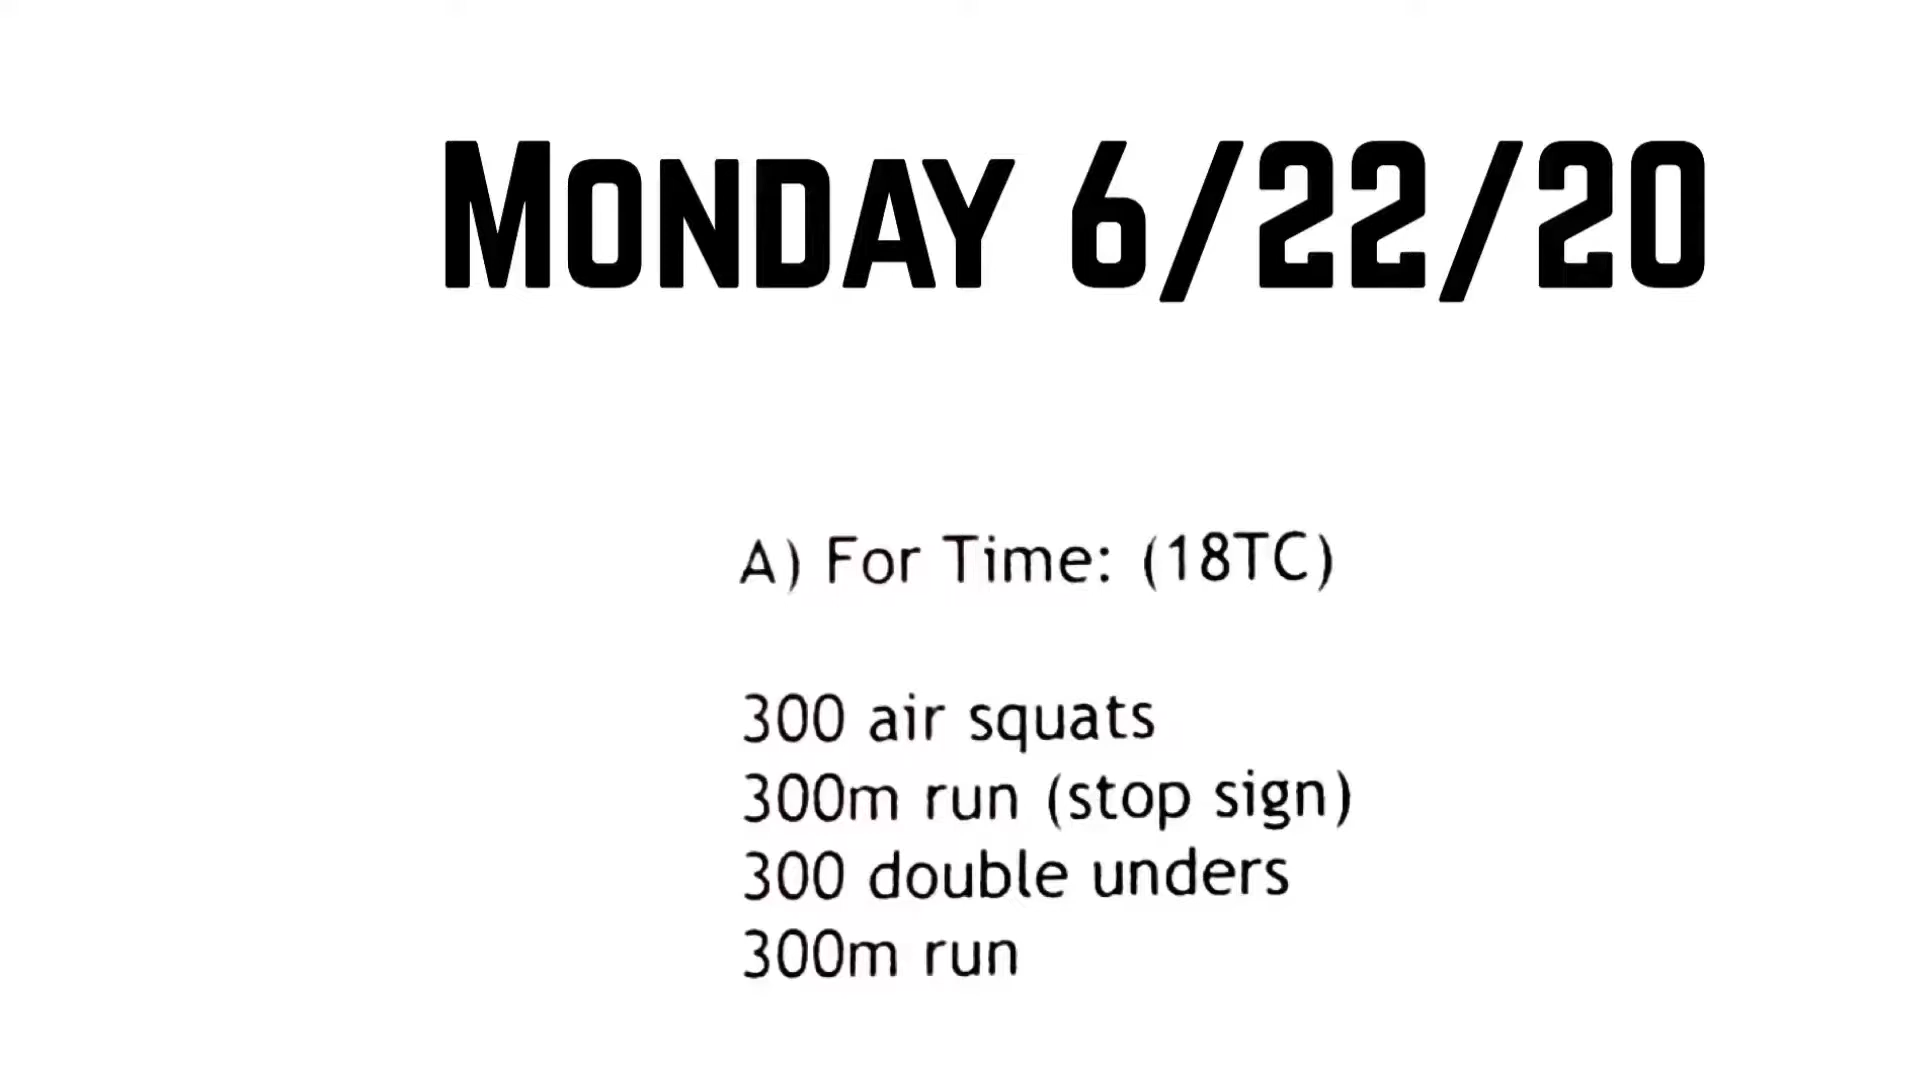 MONDAY 6/22/20
A) For Time: (18TC)
300 air squats
300m run (stop sign)
300 double unders
300m run